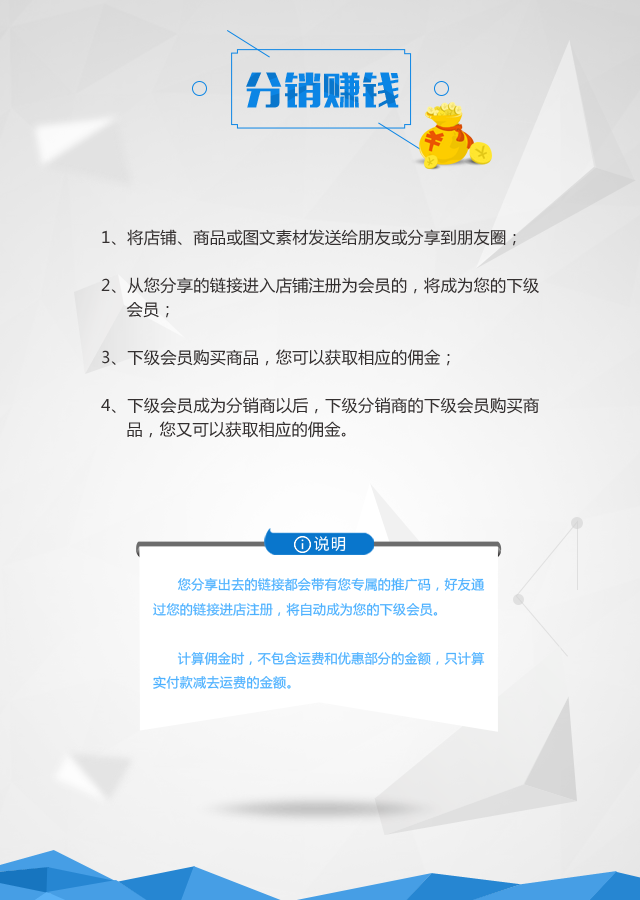 分销赚钱
1、将店铺、商品或图文素材发送给朋友或分享到朋友圈；
2、从您分享的链接进入店铺注册为会员的，将成为您的下级
会员；
3、下级会员购买商品，您可以获取相应的佣金；
4、下级会员成为分销商以后，下级分销商的下级会员购买商
品，您又可以获取相应的佣金。
说明
您分享出去的链接都会带有您专属的推广码，好友通
过您的链接进店注册，将自动成为您的下级会员。
计算佣金时，不包含运费和优惠部分的金额，只计算
实付款减去运费的金额。